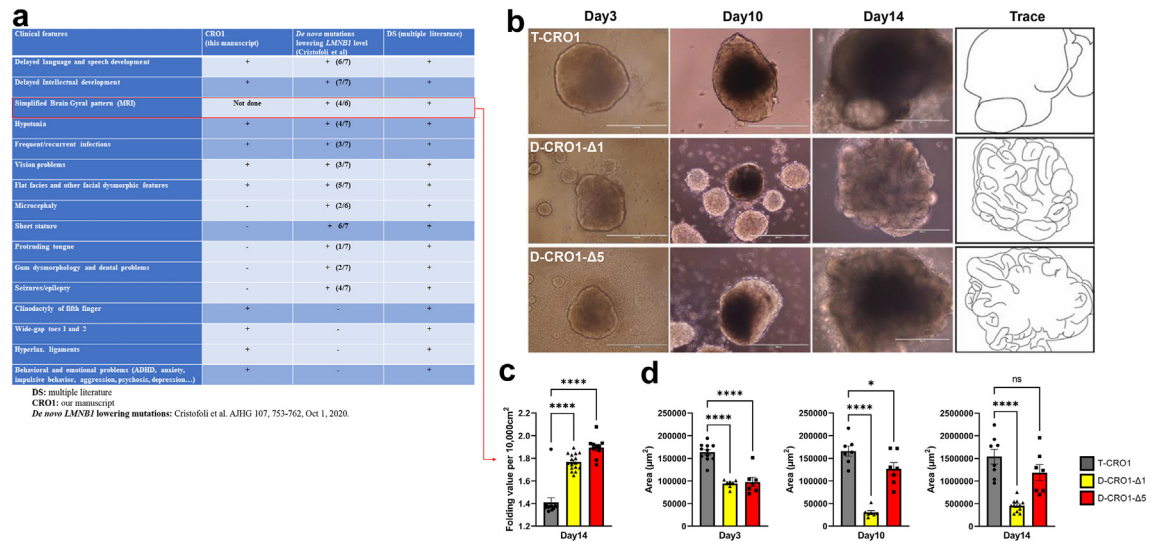 a
Clinical features
CRO1
(this manuscript)
De novo mutations
lowering LMNB1 level
(Cristofoli et al)
DS (multiple literature)
Delayed language and speech development + + (6/7) +
Delayed Intellectual development + + (7/7) +
Simplified Brain Gyral pattern (MRI) Not done + (4/6) +
Hypotonia + + (4/7) +
Frequent/recurrent infections + + (3/7) +
Vision problems + + (3/7) +
Flat facies and other facial dysmorphic features + + (5/7) +
Microcephaly - + (2/6) +
Short stature - + 6/7 +
Protruding tongue - + (1/7) +
Gum dysmorphology and dental problems - + (2/7) +
Seizures/epilepsy - + (4/7) +
Clinodactyly of fifth finger + - +
Wide-gap toes 1 and 2 + - +
Hyperlax. ligaments + - +
Behavioral and emotional problems (ADHD, anxiety, + - +
impulsive behavior, aggression, psychosis, depression…)
DS: multiple literature
CRO1: our manuscript
De novo LMNB1 lowering mutations: Cristofoli et al. AJHG 107, 753-762, Oct 1, 2020.
b
Day3 Day10 Day14 Trace
T-CRO1
D-CRO1-Δ1
D-CRO1-Δ5
c
Folding value per 10,000cm²
2.2
2.0
1.8
1.6
1.4
1.2
****
****
Day14
d
Area (µm²)
250000
200000
150000
100000
50000
0
****
****
Day3
Area (µm²)
250000
200000
150000
100000
50000
0
*
****
Day10
Area (µm²)
2500000
2000000
1500000
1000000
500000
0
ns
****
Day14
T-CRO1
D-CRO1-Δ1
D-CRO1-Δ5